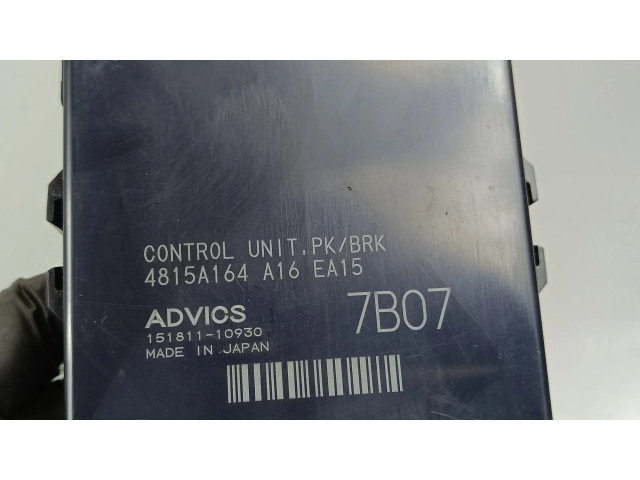 CONTROL UNIT, PK/BRK
4815A164 A16 EA15
ADVICS 7B07
151811-10930
MADE IN JAPAN